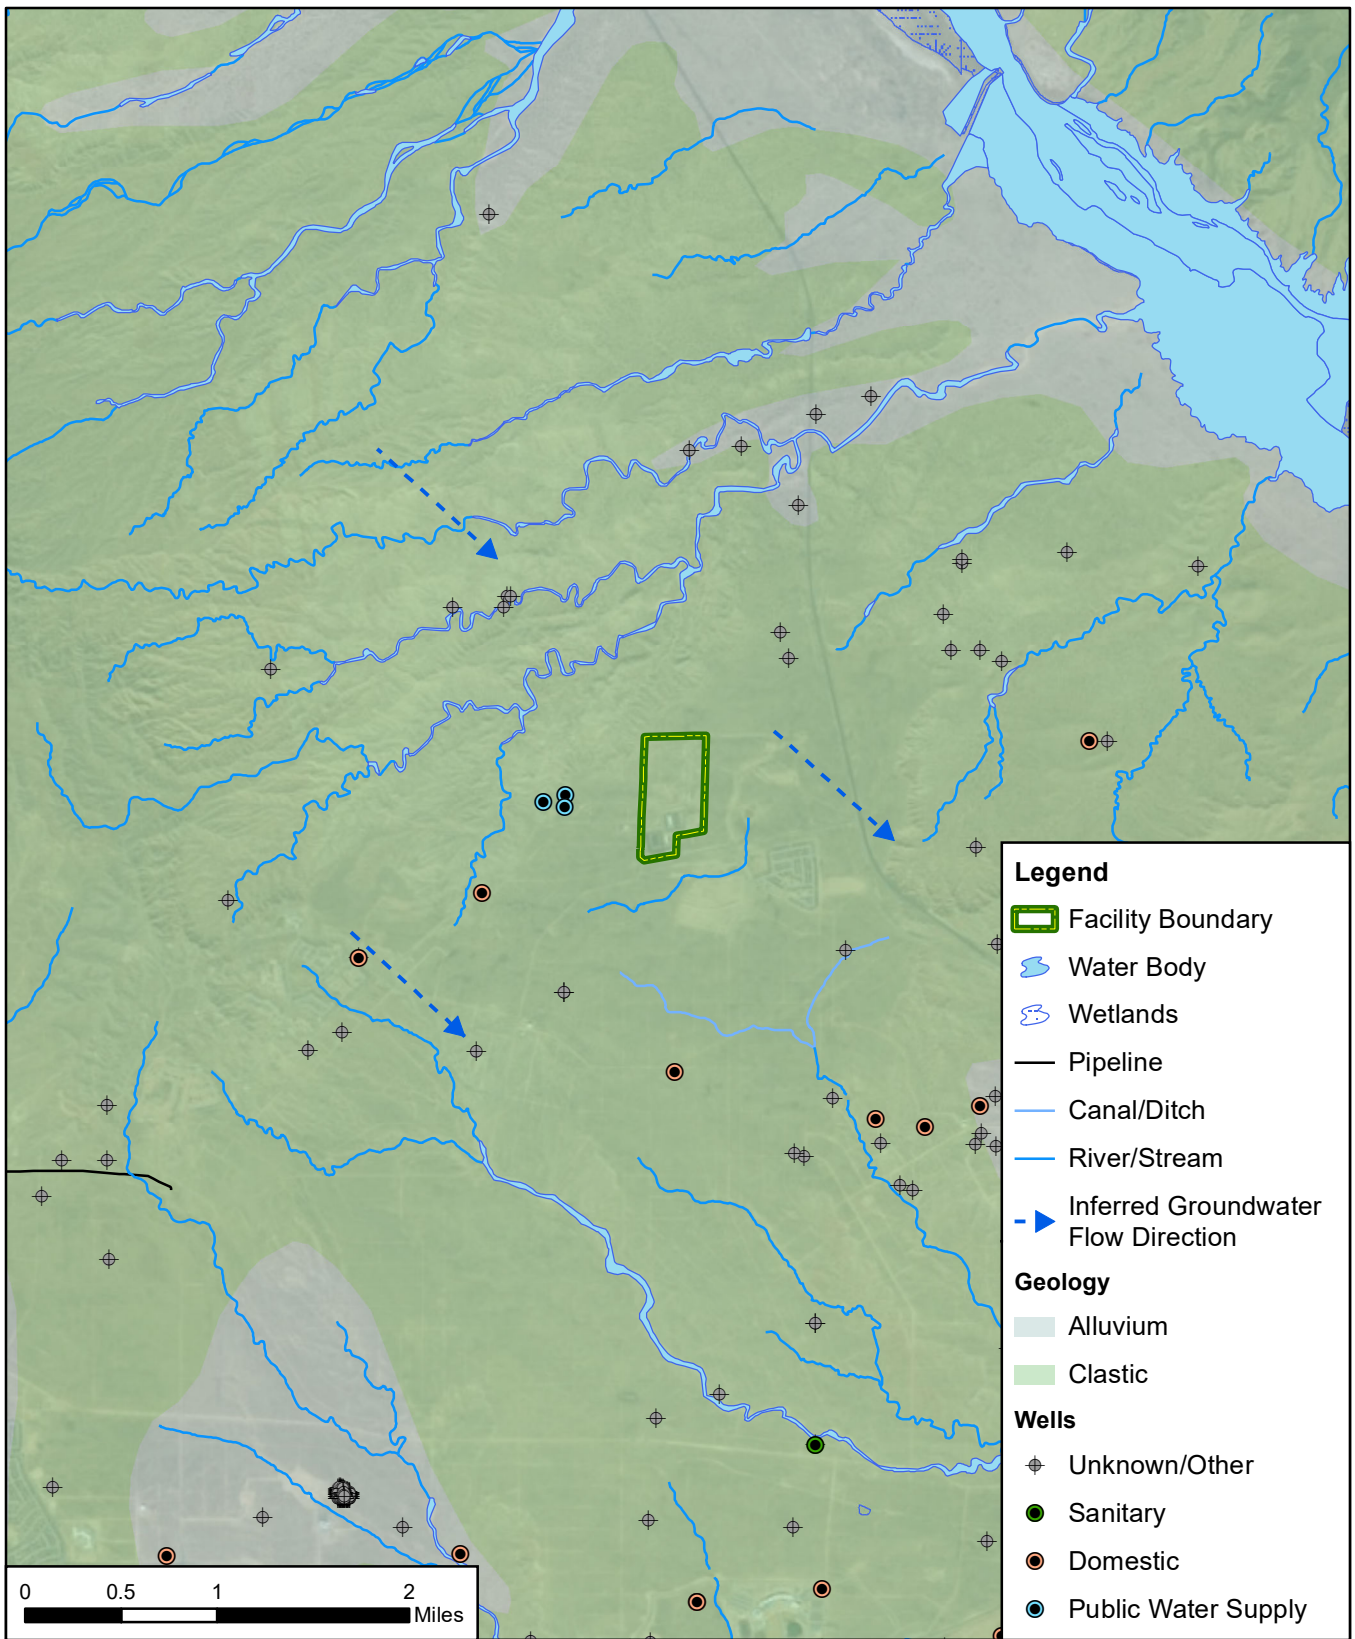 Legend
Facility Boundary
Water Body
Wetlands
Pipeline
Canal/Ditch
River/Stream
Inferred Groundwater
Flow Direction
Geology
Alluvium
Clastic
Wells
Unknown/Other
Sanitary
Domestic
Public Water Supply
0 0.5 1 2
Miles